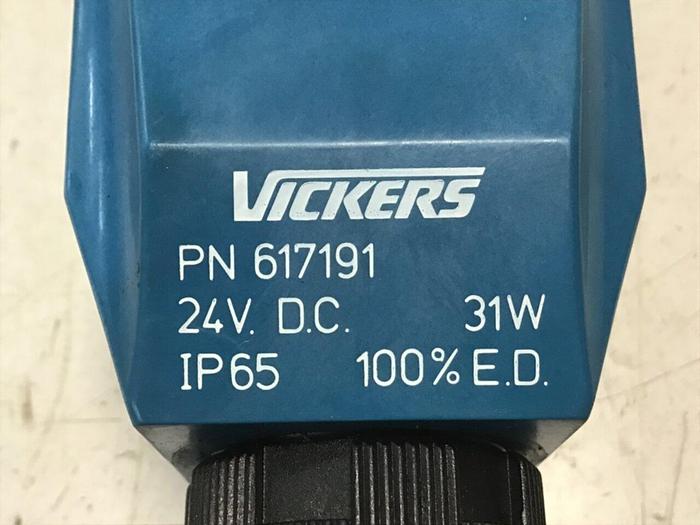 VICKERS
PN 617191
24V. D.C. 31W
IP65 100% E.D.